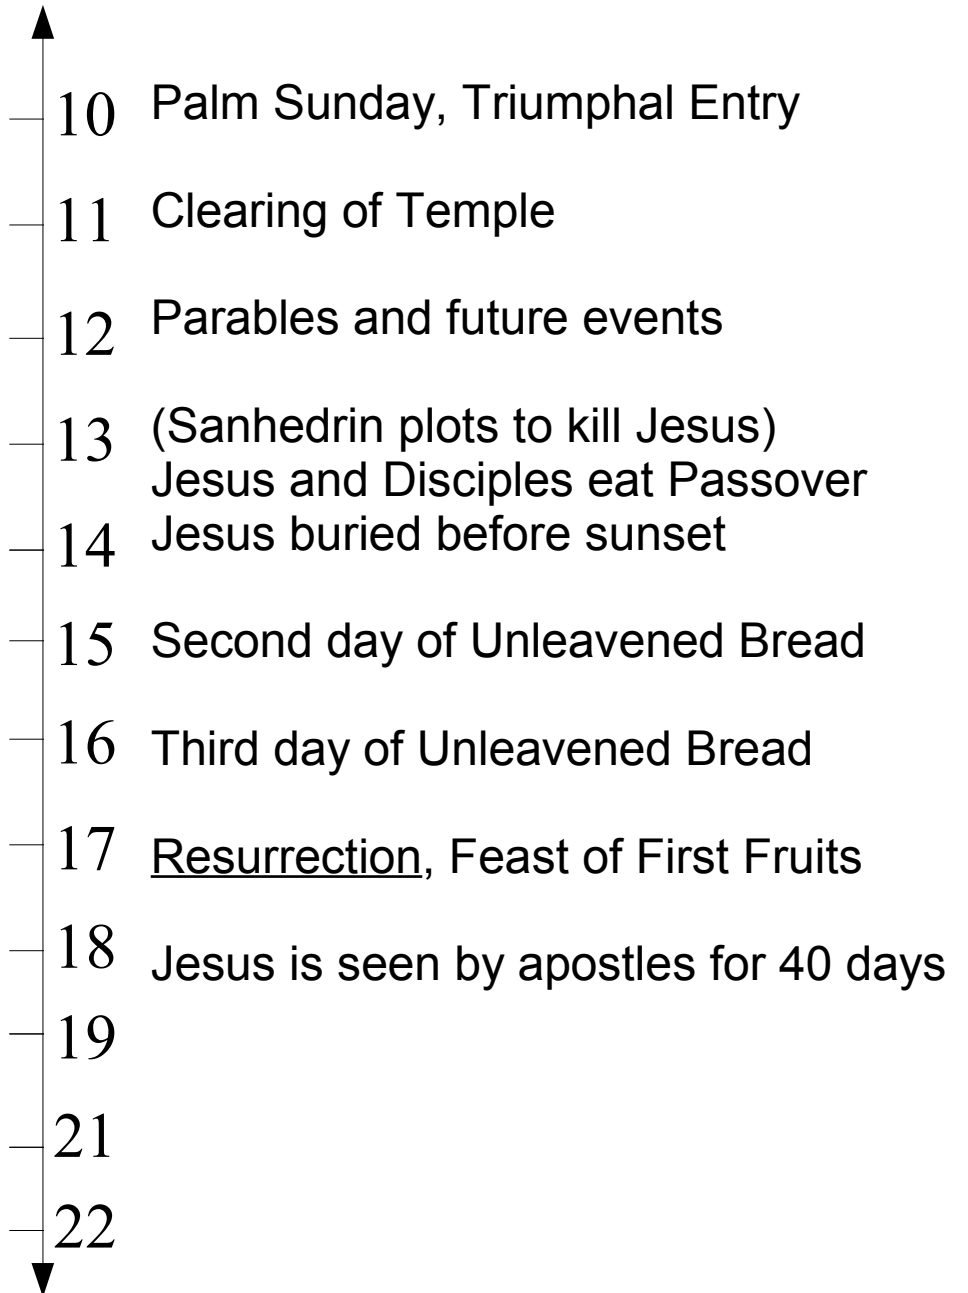 10 Palm Sunday, Triumphal Entry
11 Clearing of Temple
12 Parables and future events
13 (Sanhedrin plots to kill Jesus)
Jesus and Disciples eat Passover
14 Jesus buried before sunset
15 Second day of Unleavened Bread
16 Third day of Unleavened Bread
17 Resurrection, Feast of First Fruits
18 Jesus is seen by apostles for 40 days
19
21
22